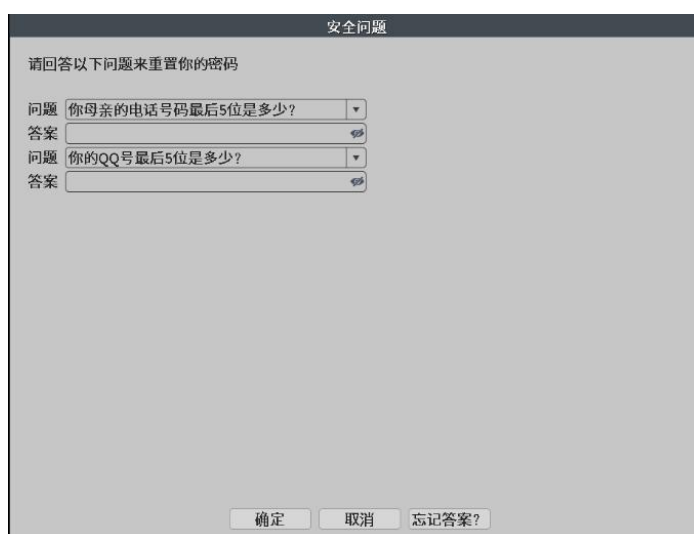 安全问题
请回答以下问题来重置你的密码
问题 你母亲的电话号码最后5位是多少?
答案
问题 你的QQ号最后5位是多少?
答案
确定 取消 忘记答案?